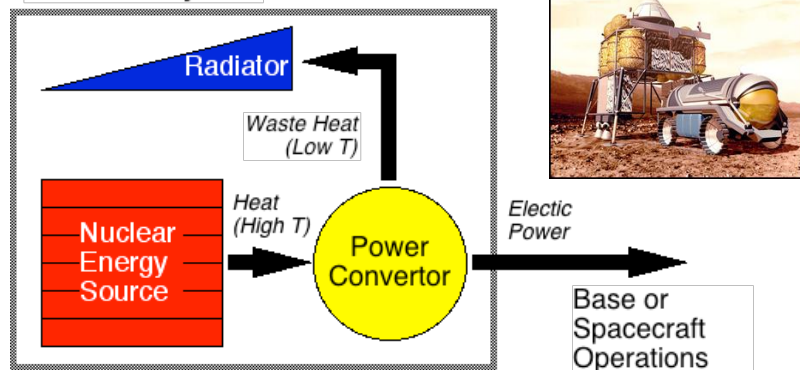 Radiator
Waste Heat
(Low T)
Heat
(High T)
Nuclear
Energy
Source
Power
Convertor
Electic
Power
Base or
Spacecraft
Operations